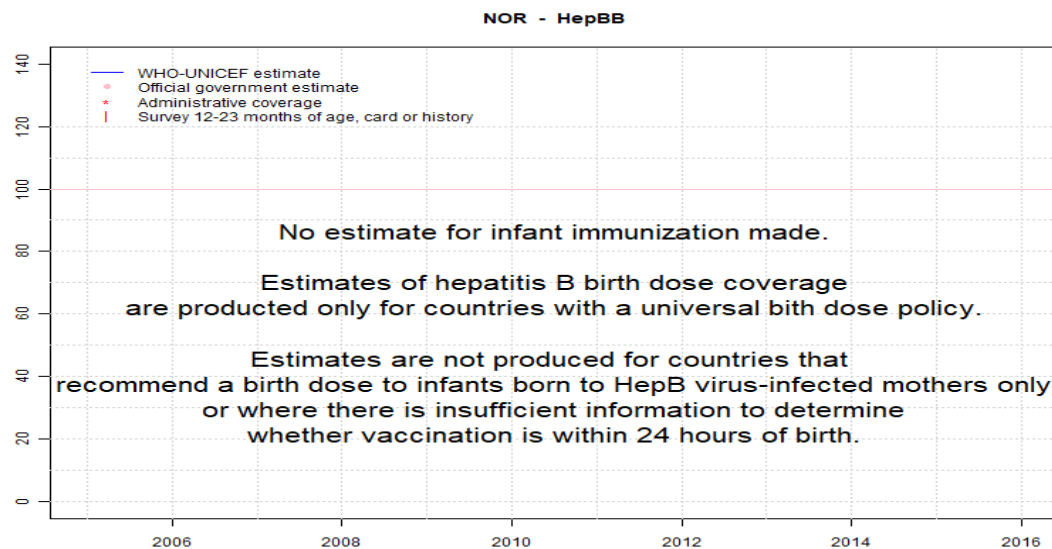 NOR - HepBB
WHO-UNICEF estimate
Official government estimate
Administrative coverage
Survey 12-23 months of age, card or history
140
120
100
80
60
40
20
0
No estimate for infant immunization made.
Estimates of hepatitis B birth dose coverage
are producted only for countries with a universal bith dose policy.
Estimates are not produced for countries that
recommend a birth dose to infants born to HepB virus-infected mothers only
or where there is insufficient information to determine
whether vaccination is within 24 hours of birth.
2006 2008 2010 2012 2014 2016